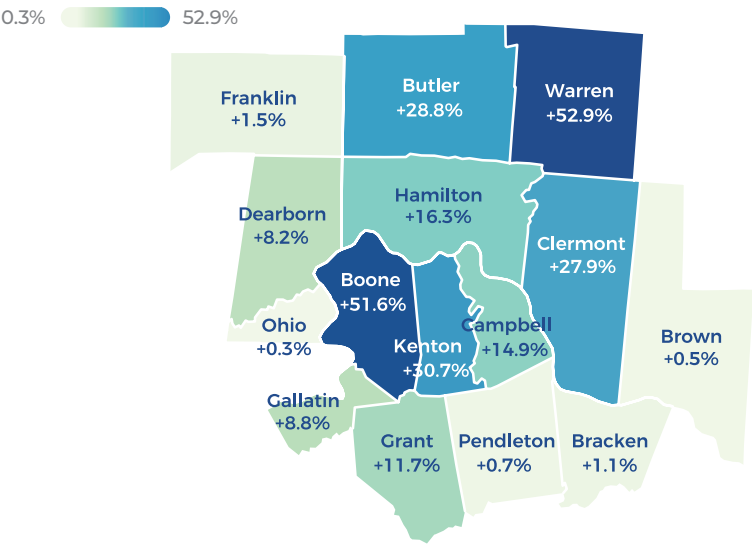 0.3%
52.9%
Butler
+28.8%
Warren
+52.9%
Franklin
+1.5%
Hamilton
+16.3%
Dearborn
+8.2%
Clermont
+27.9%
Boone
+51.6%
Ohio
+0.3%
Campbell
+14.9%
Kenton
+30.7%
Brown
+0.5%
Gallatin
+8.8%
Grant
+11.7%
Pendleton
+0.7%
Bracken
+1.1%